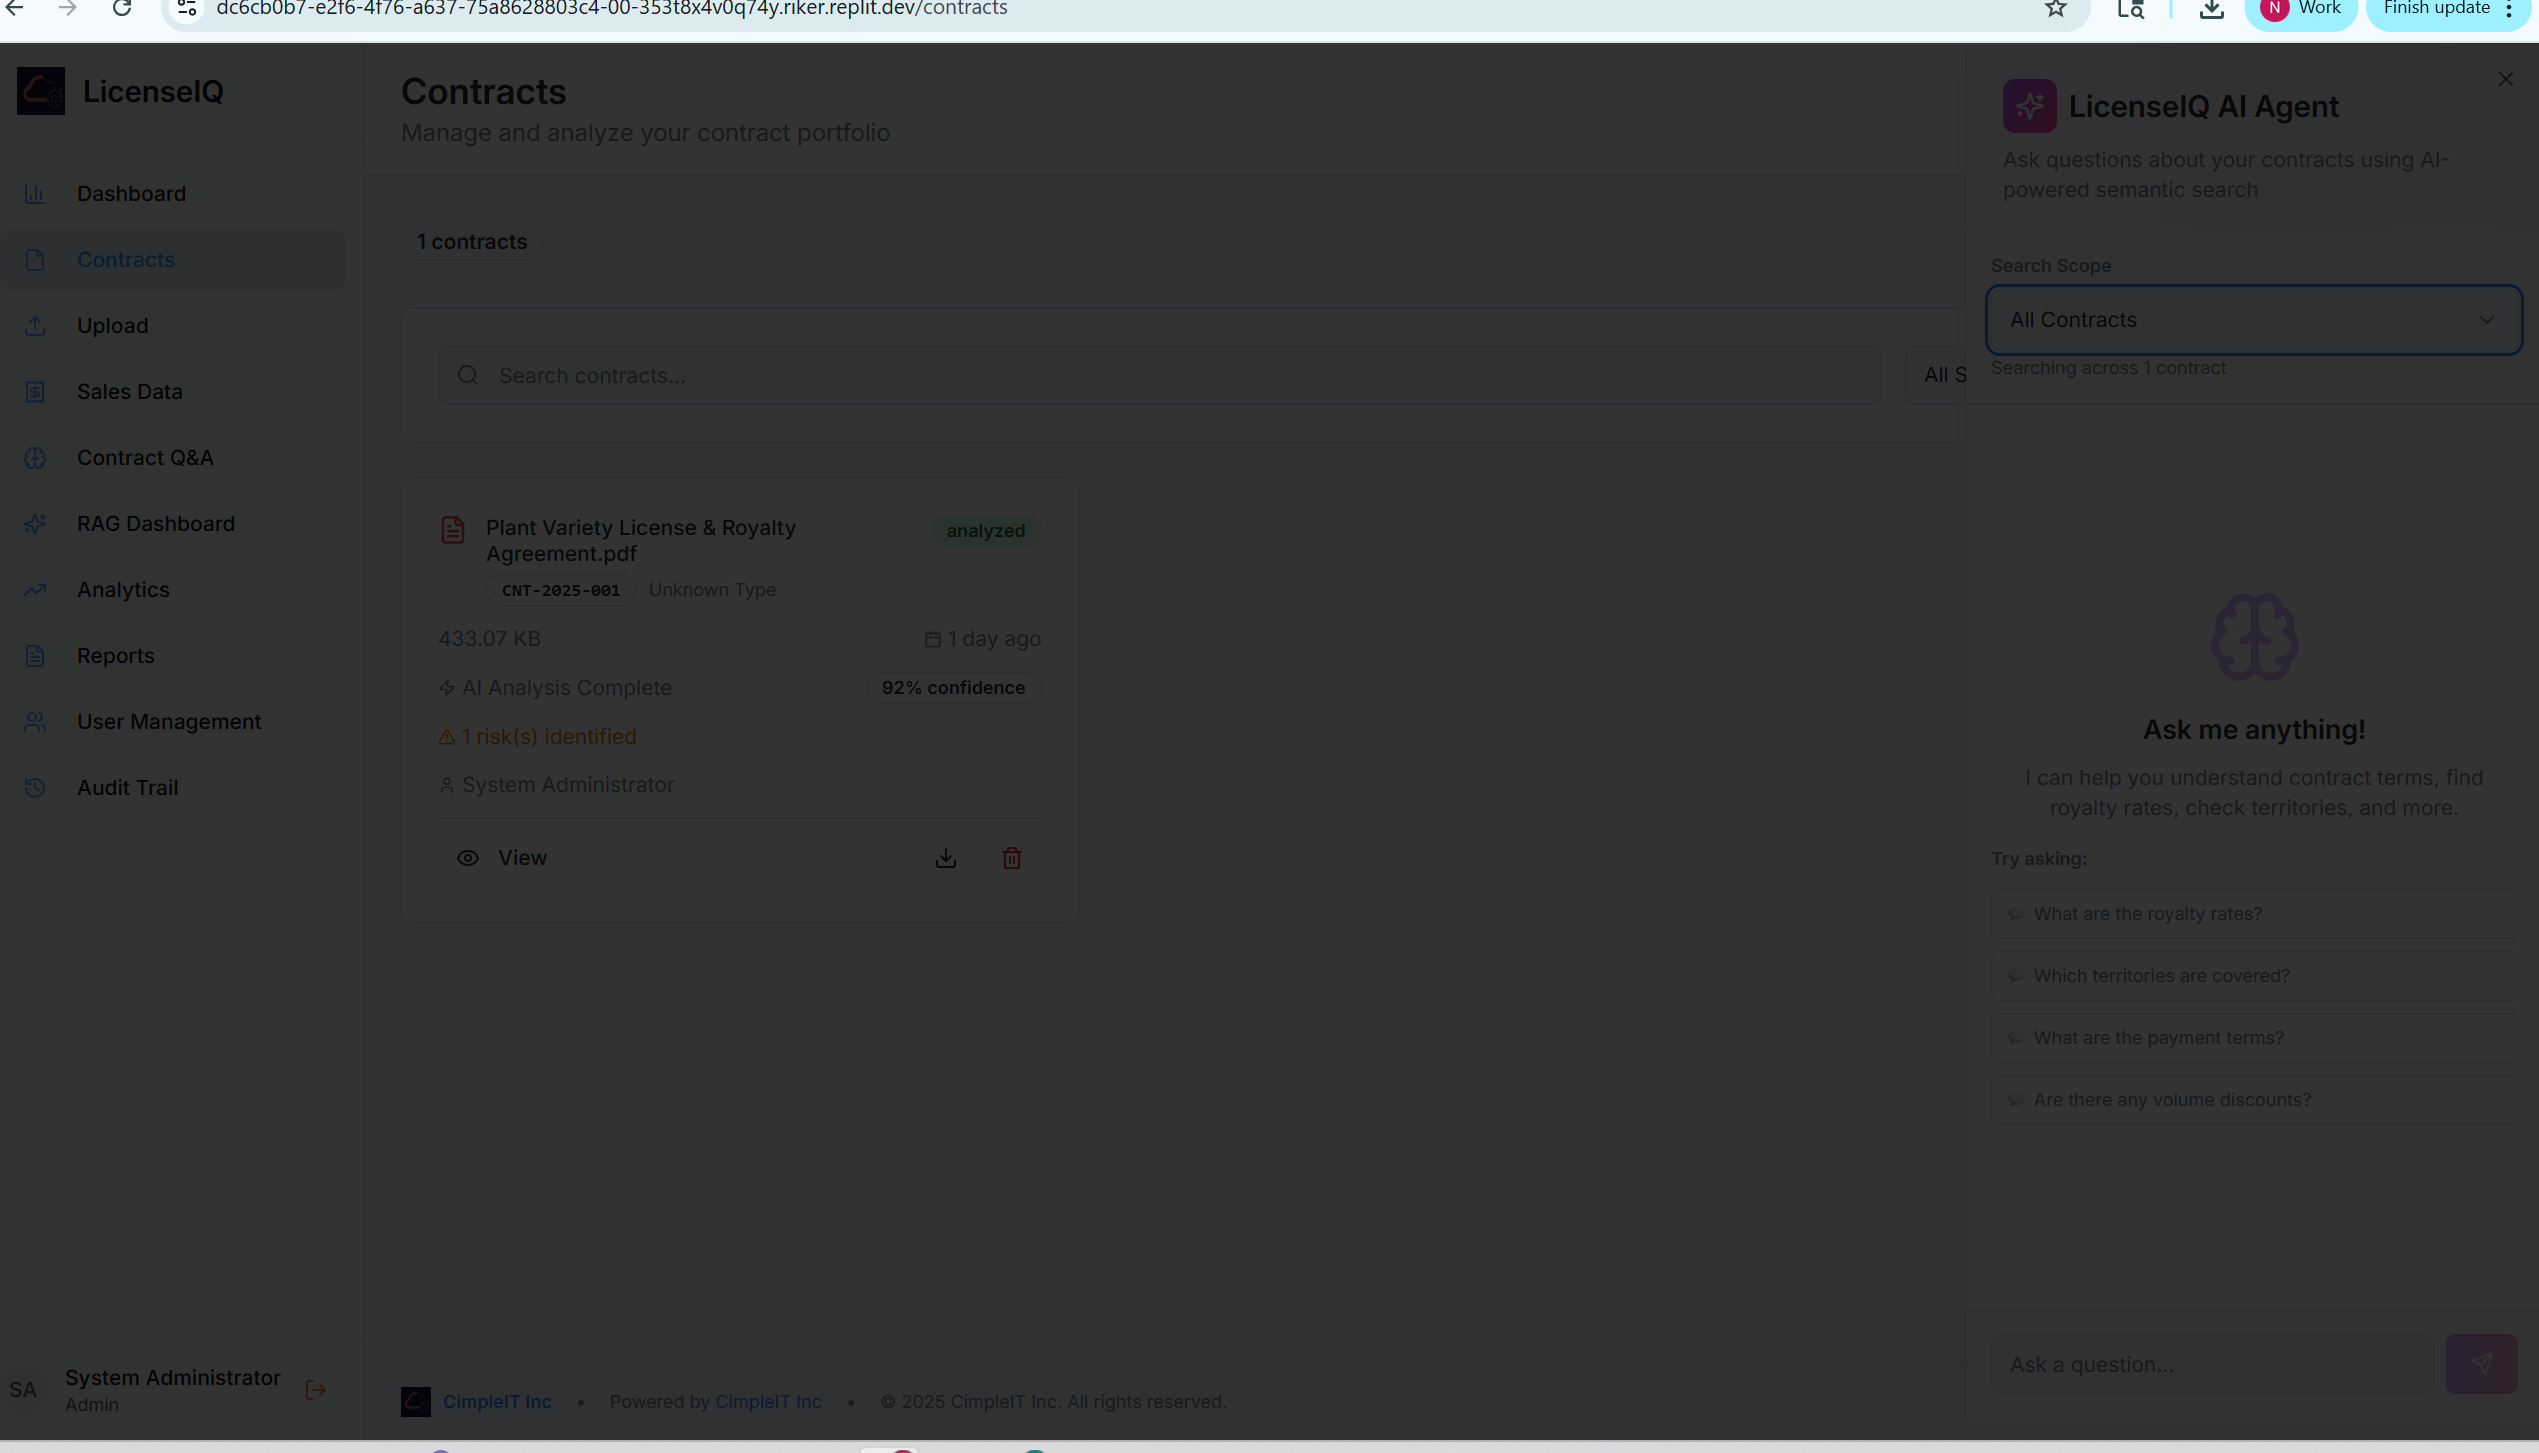 dc6cb0b7-e2f6-4f76-a637-75a8628803c4-00-353t8x4v0q74y.riker.replit.dev/contracts
N Work
Finish update
LicenseIQ
Dashboard
Contracts
Upload
Sales Data
Contract Q&A
RAG Dashboard
Analytics
Reports
User Management
Audit Trail
SA
System Administrator
Admin
Contracts
Manage and analyze your contract portfolio
1 contracts
Search contracts...
All S
Plant Variety License & Royalty
Agreement.pdf
analyzed
CNT-2025-001 Unknown Type
433.07 KB
1 day ago
AI Analysis Complete
92% confidence
1 risk(s) identified
System Administrator
View
CimpleIT Inc • Powered by CimpleIT Inc • © 2025 CimpleIT Inc. All rights reserved.
LicenseIQ AI Agent
Ask questions about your contracts using AI-
powered semantic search
Search Scope
All Contracts
Searching across 1 contract
Ask me anything!
I can help you understand contract terms, find
royalty rates, check territories, and more.
Try asking:
What are the royalty rates?
Which territories are covered?
What are the payment terms?
Are there any volume discounts?
Ask a question...